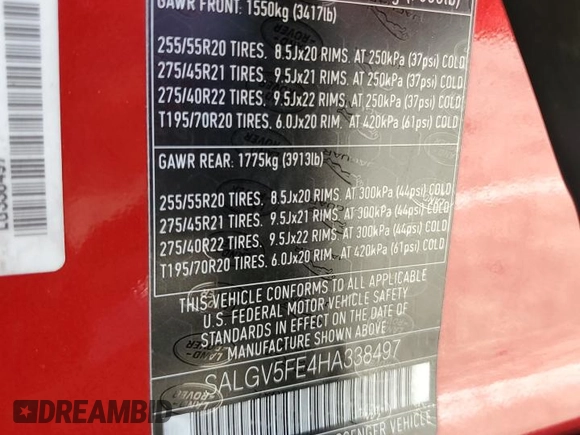 GAWR FRONT: 1550kg (3417lb)
255/55R20 TIRES. 8.5Jx20 RIMS. AT 250kPa (37psi) COLD
275/45R21 TIRES. 9.5Jx21 RIMS. AT 250kPa (37psi) COLD
275/40R22 TIRES. 9.5Jx22 RIMS. AT 250kPa (37psi) COLD
T195/70R20 TIRES. 6.0Jx20 RIM. AT 420kPa (61psi) COLD
GAWR REAR: 1775kg (3913lb)
255/55R20 TIRES. 8.5Jx20 RIMS. AT 300kPa (44psi) COLD
275/45R21 TIRES. 9.5Jx21 RIMS. AT 300kPa (44psi) COLD
275/40R22 TIRES. 9.5Jx22 RIMS. AT 300kPa (44psi) COLD
T195/70R20 TIRES. 6.0Jx20 RIM. AT 420kPa (61psi) COLD
THIS VEHICLE CONFORMS TO ALL APPLICABLE
U.S. FEDERAL MOTOR VEHICLE SAFETY
STANDARDS IN EFFECT ON THE DATE OF
MANUFACTURE SHOWN ABOVE
SALGV5FE4HA338497
DREAMBID